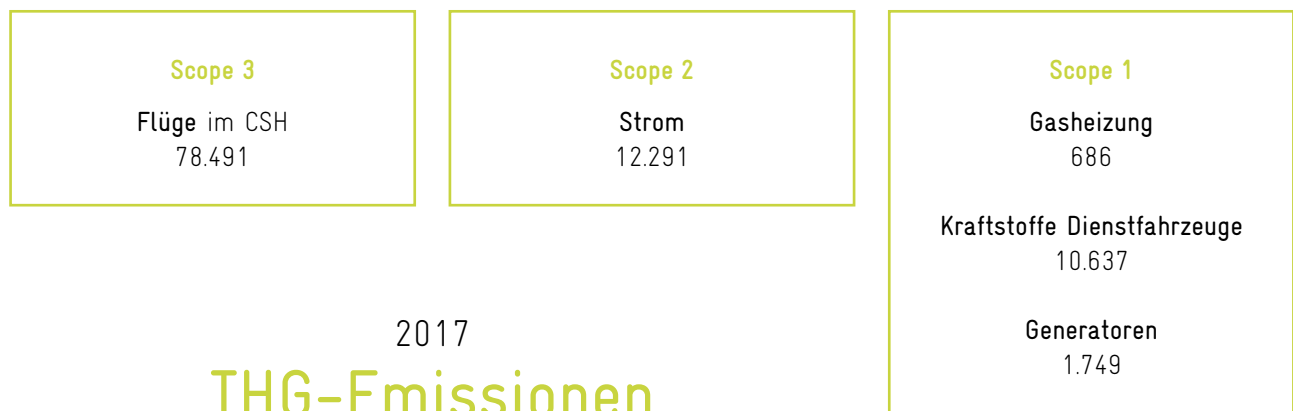 Scope 3
Flüge im CSH
78.491
Scope 2
Strom
12.291
Scope 1
Gasheizung
686
Kraftstoffe Dienstfahrzeuge
10.637
Generatoren
1.749
2017
THG-Emissionen